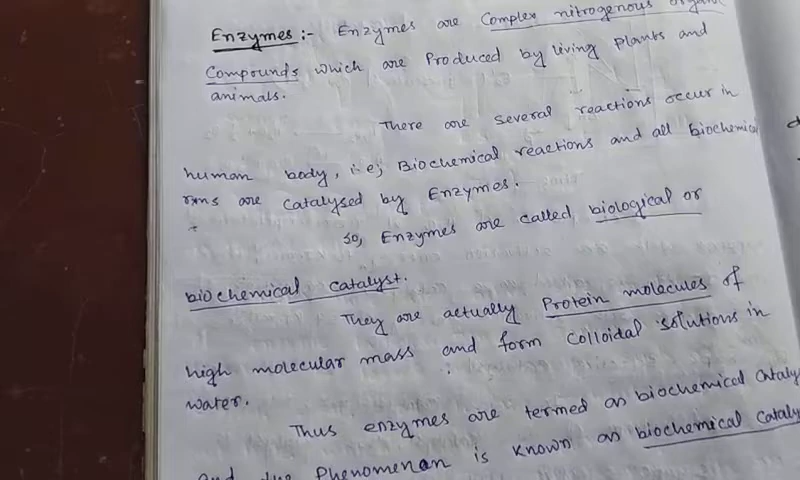 Enzymes:- Enzymes are Complex nitrogenous
Compounds which are Produced by living plants and
animals.
There are several reactions occur in
human body, i.e; Biochemical reactions and all biochemical
rxns are catalysed by Enzymes.
so, Enzymes are called biological or
biochemical catalyst.
They are actually Protein molecules of
high molecular mass and form colloidal solutions in
water.
Thus enzymes are termed as biochemical
and the Phenomenon is known as biochemical